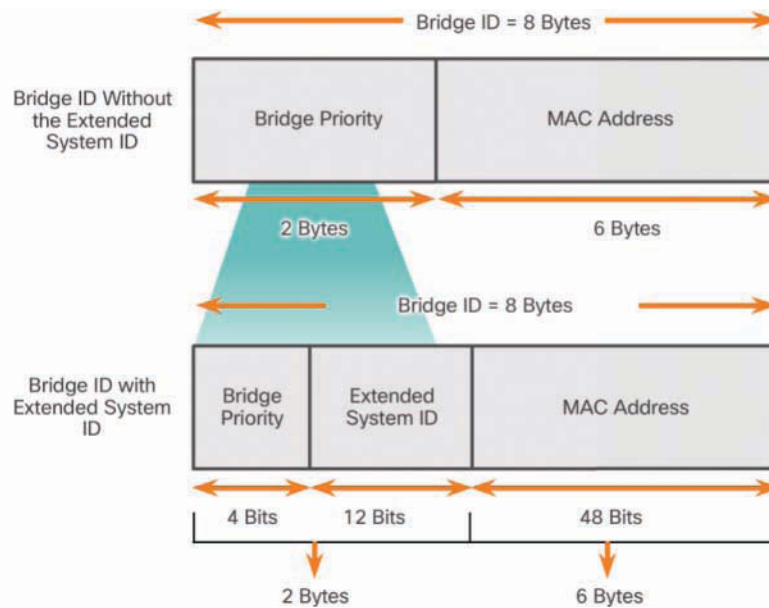 Bridge ID = 8 Bytes
Bridge ID Without
the Extended
System ID
Bridge Priority
MAC Address
2 Bytes
6 Bytes
Bridge ID = 8 Bytes
Bridge ID with
Extended System
ID
Bridge
Priority
Extended
System ID
MAC Address
4 Bits
12 Bits
48 Bits
2 Bytes
6 Bytes